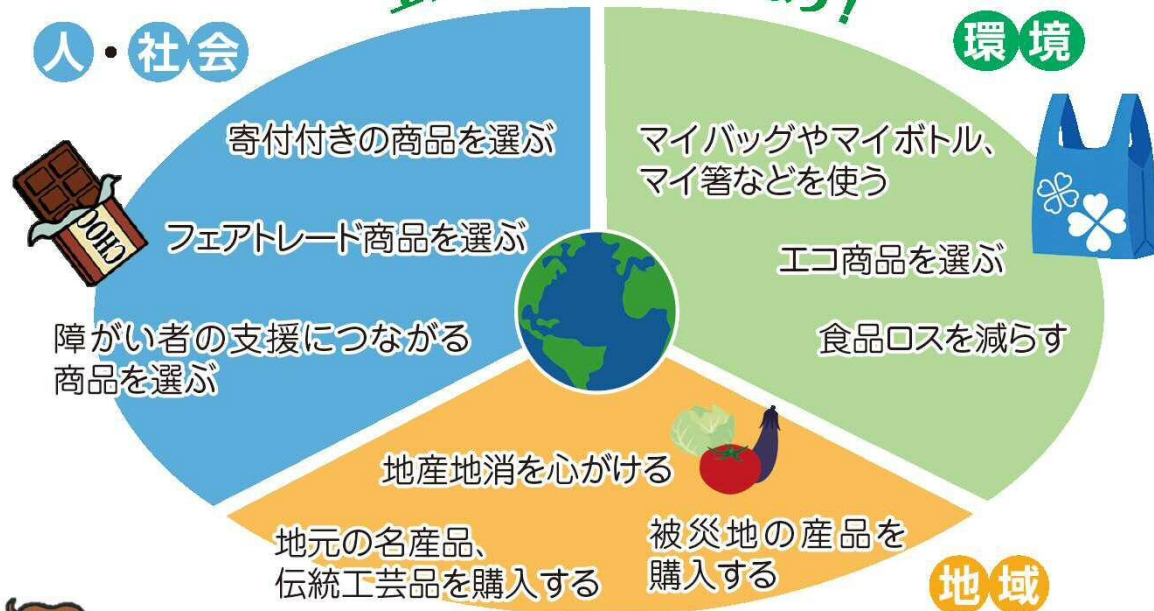 人・社会
環境
寄付付きの商品を選ぶ
フェアトレード商品を選ぶ
障がい者の支援につながる
商品を選ぶ
CHOO
マイバッグやマイボトル、
マイ箸などを使う
エコ商品を選ぶ
食品ロスを減らす
地産地消を心がける
地元の名産品、
伝統工芸品を購入する
被災地の産品を
購入する
地域